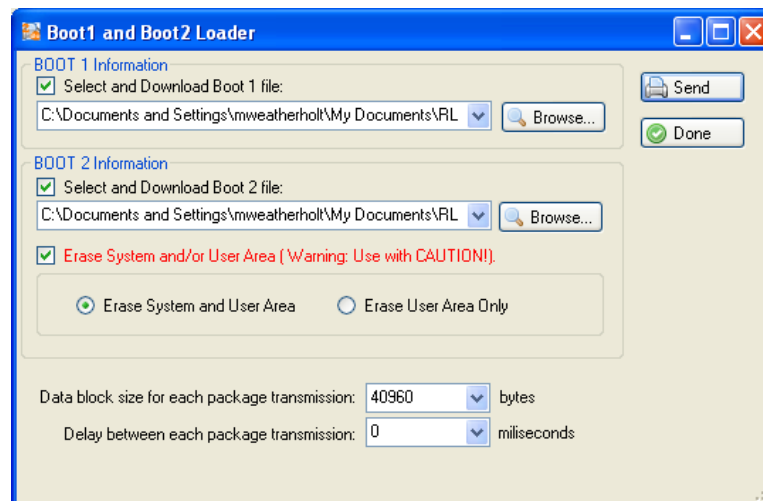 Boot1 and Boot2 Loader
BOOT 1 Information
Select and Download Boot 1 file:
C:\Documents and Settings\mweatherholt\My Documents\RL
Browse...
Send
Done
BOOT 2 Information
Select and Download Boot 2 file:
C:\Documents and Settings\mweatherholt\My Documents\RL
Browse...
Erase System and/or User Area ( Warning: Use with CAUTION!).
Erase System and User Area
Erase User Area Only
Data block size for each package transmission: 40960 bytes
Delay between each package transmission: 0 miliseconds